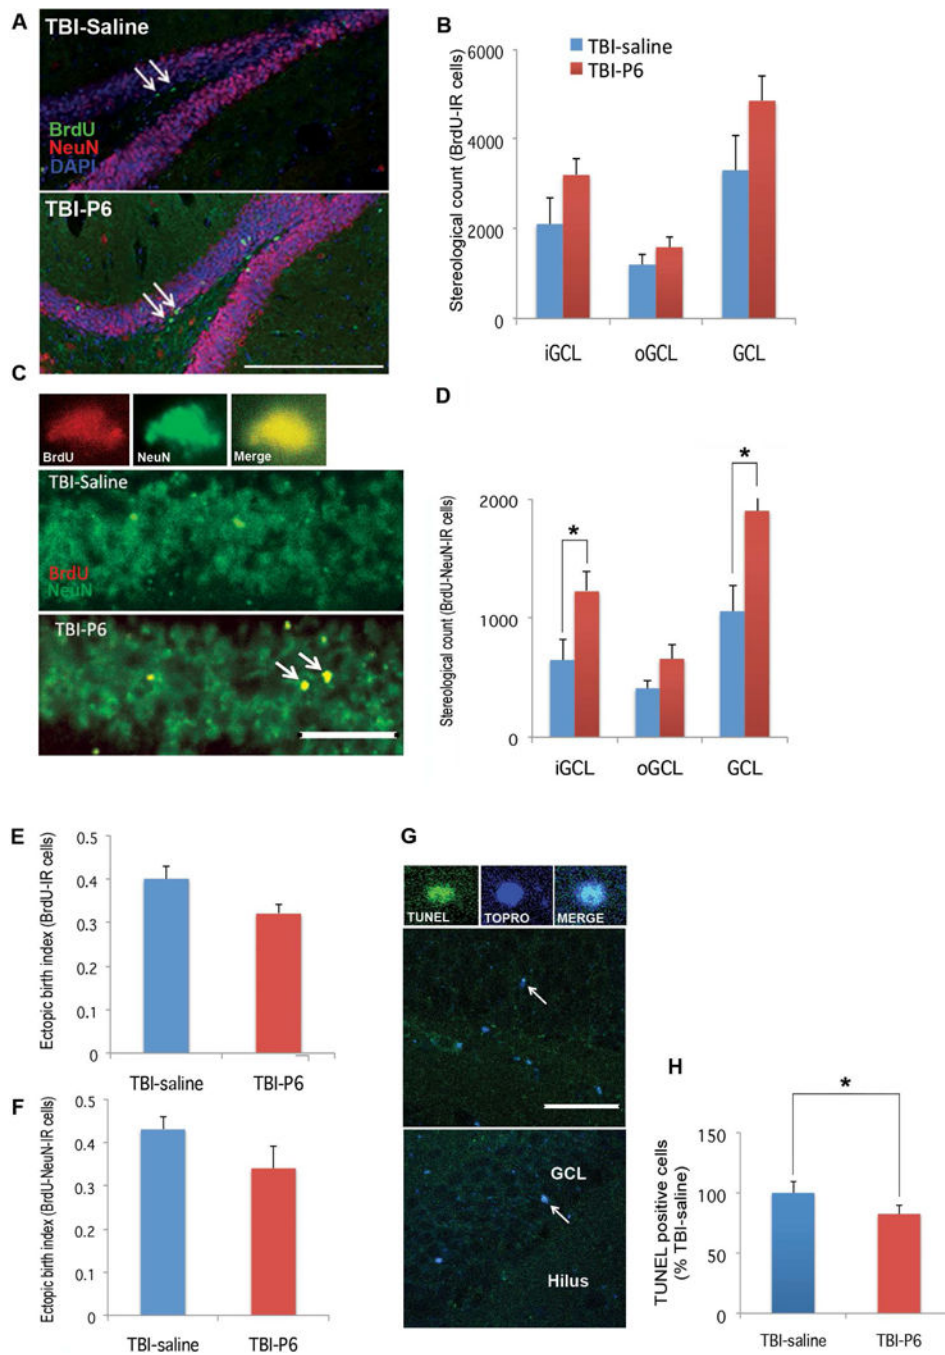 A
TBI-Saline
BrdU
NeuN
DAPI
TBI-P6
B
TBI-saline
TBI-P6
Stereological count (BrdU-IR cells)
6000
4000
2000
0
iGCL oGCL GCL
C
BrdU NeuN Merge
TBI-Saline
BrdU
NeuN
TBI-P6
D
Stereological count (BrdU-NeuN-IR cells)
* *
2000
1000
0
iGCL oGCL GCL
E
Ectopic birth index (BrdU-IR cells)
0.5
0.4
0.3
0.2
0.1
0
TBI-saline TBI-P6
F
Ectopic birth index (BrdU-NeuN-IR cells)
0.5
0.4
0.3
0.2
0.1
0
TBI-saline TBI-P6
G
TUNEL TOPRO MERGE
GCL
Hilus
H
TUNEL positive cells
(% TBI-saline)
*
150
100
50
0
TBI-saline TBI-P6